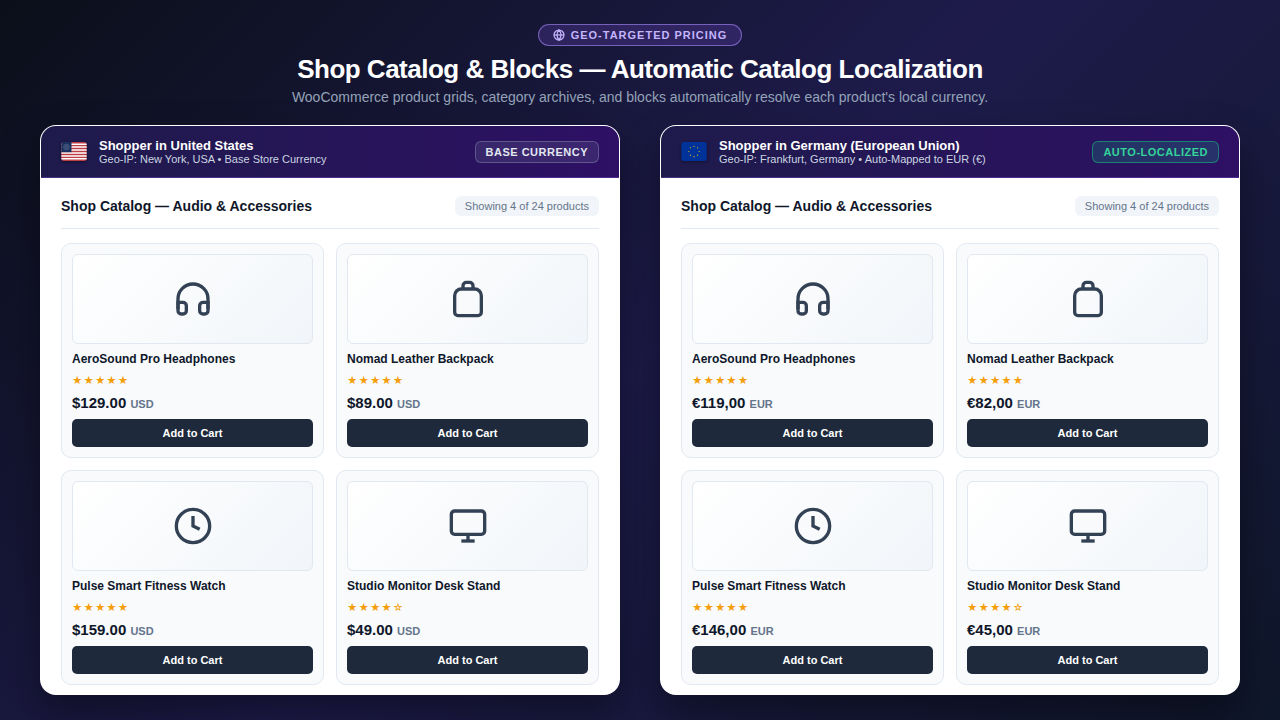 GEO-TARGETED PRICING
Shop Catalog & Blocks — Automatic Catalog Localization
WooCommerce product grids, category archives, and blocks automatically resolve each product's local currency.
Shopper in United States
Geo-IP: New York, USA • Base Store Currency
BASE CURRENCY
Shop Catalog — Audio & Accessories
Showing 4 of 24 products
AeroSound Pro Headphones
★★★★★
$129.00 USD
Add to Cart
Nomad Leather Backpack
★★★★★
$89.00 USD
Add to Cart
Pulse Smart Fitness Watch
★★★★★
$159.00 USD
Add to Cart
Studio Monitor Desk Stand
★★★★☆
$49.00 USD
Add to Cart
Shopper in Germany (European Union)
Geo-IP: Frankfurt, Germany • Auto-Mapped to EUR (€)
AUTO-LOCALIZED
Shop Catalog — Audio & Accessories
Showing 4 of 24 products
AeroSound Pro Headphones
★★★★★
€119,00 EUR
Add to Cart
Nomad Leather Backpack
★★★★★
€82,00 EUR
Add to Cart
Pulse Smart Fitness Watch
★★★★★
€146,00 EUR
Add to Cart
Studio Monitor Desk Stand
★★★★☆
€45,00 EUR
Add to Cart